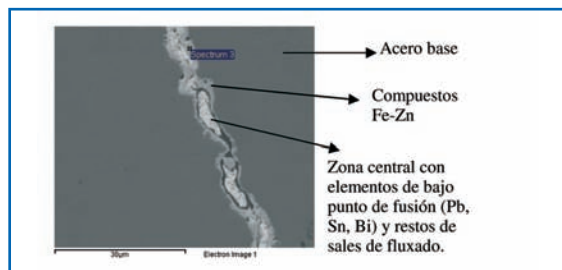 Spectrum 3
Acero base
Compuestos
Fe-Zn
Zona central con
elementos de bajo
punto de fusión (Pb,
Sn, Bi) y restos de
sales de fluxado.
30µm
Electron Image 1